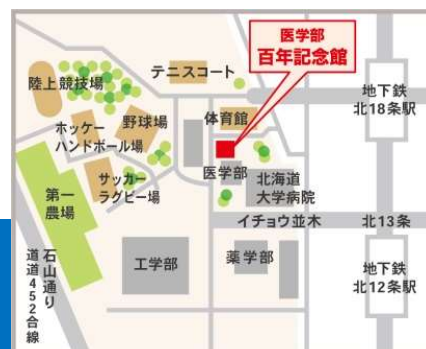 医学部
百年記念館
陸上競技場
テニスコート
地下鉄
北18条駅
ホッケー
ハンドボール場
野球場
体育館
サッカー
ラグビー場
医学部
北海道
大学病院
第一
農場
イチョウ並木
北13条
石山通り
道道452合線
工学部
薬学部
地下鉄
北12条駅